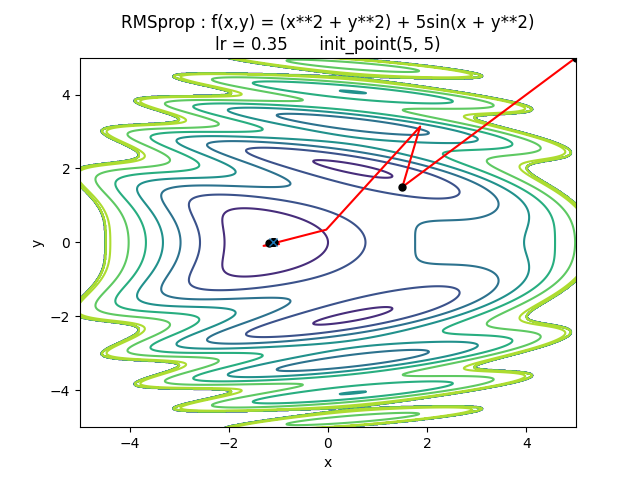 RMSprop : f(x,y) = (x**2 + y**2) + 5sin(x + y**2)
lr = 0.35 init_point(5, 5)
4
2
y
0
−2
−4
−4 −2 0 2 4
x